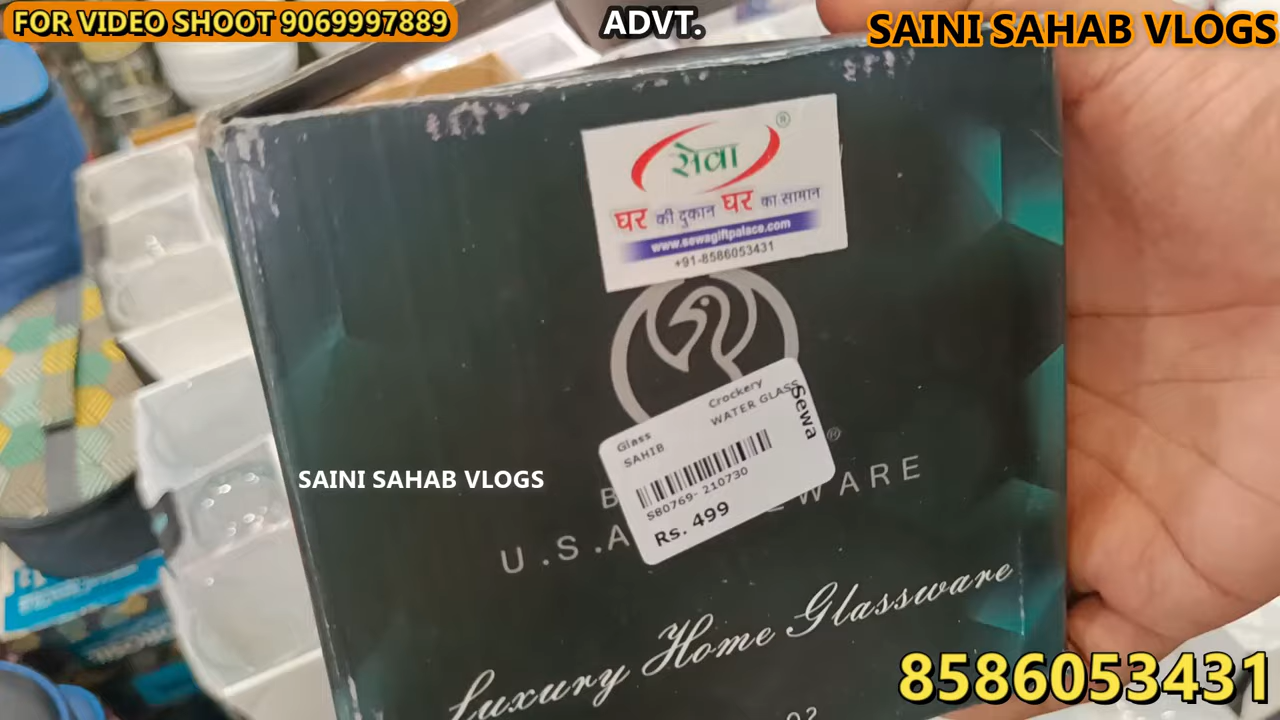 FOR VIDEO SHOOT 9069997889
ADVT.
SAINI SAHAB VLOGS
सेवा ®
घर की दुकान घर का सामान
www.sewagiftpalace.com
+91-8586053431
Glass Crockery
SAHIB WATER GLASS
Sewa
S80769- 210730
Rs. 499
®
SAINI SAHAB VLOGS
U.S.A WARE
Luxury Home Glassware
8586053431